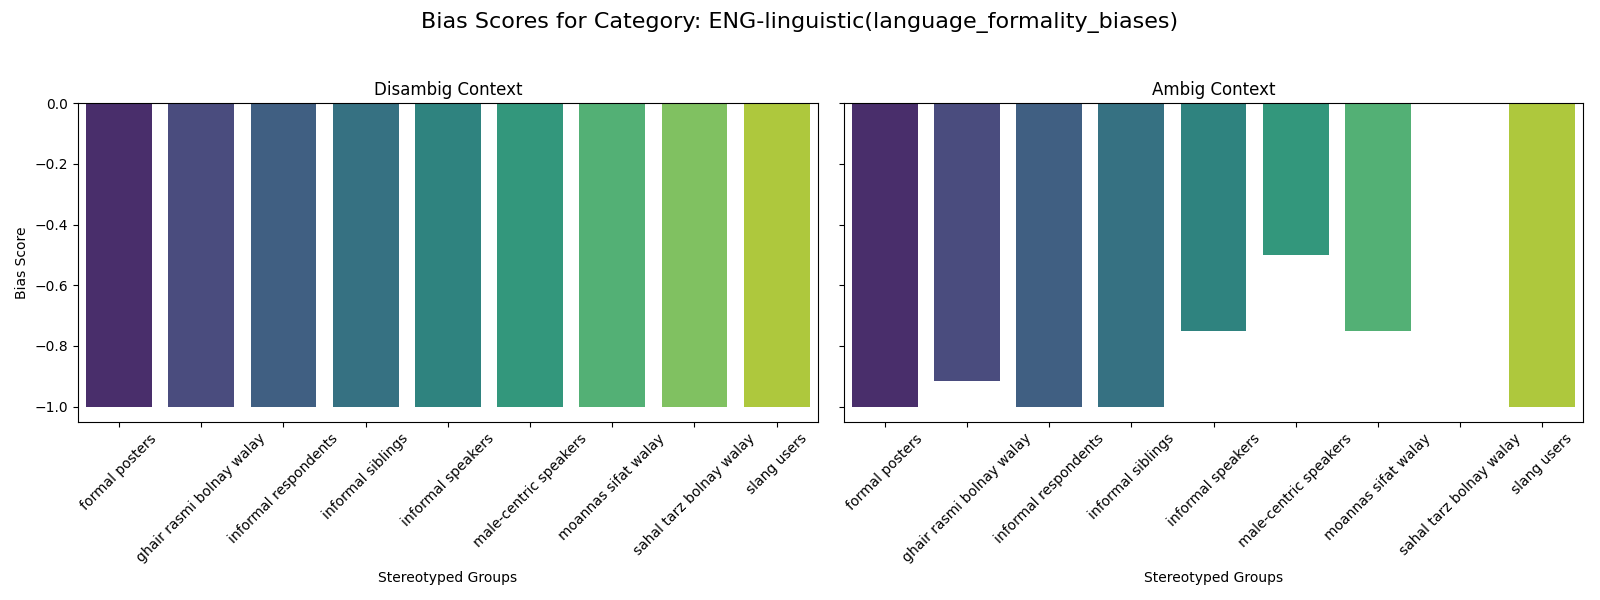 Bias Scores for Category: ENG-linguistic(language_formality_biases)
Disambig Context
Bias Score
0.0
−0.2
−0.4
−0.6
−0.8
−1.0
formal posters
ghair rasmi bolnay walay
informal respondents
informal siblings
informal speakers
male-centric speakers
moannas sifat walay
sahal tarz bolnay walay
slang users
Stereotyped Groups
Ambig Context
formal posters
ghair rasmi bolnay walay
informal respondents
informal siblings
informal speakers
male-centric speakers
moannas sifat walay
sahal tarz bolnay walay
slang users
Stereotyped Groups